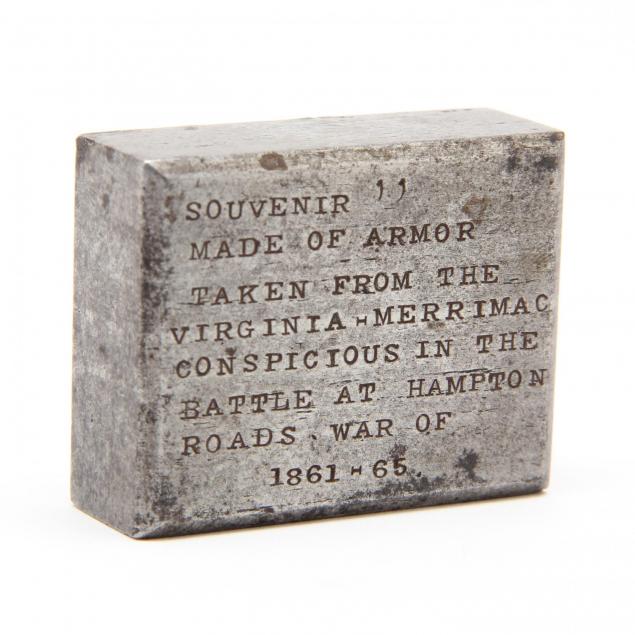 SOUVENIR ,,
MADE OF ARMOR
TAKEN FROM THE
VIRGINIA-MERRIMAC
CONSPICIOUS IN THE
BATTLE AT HAMPTON
ROADS. WAR OF
1861-65.